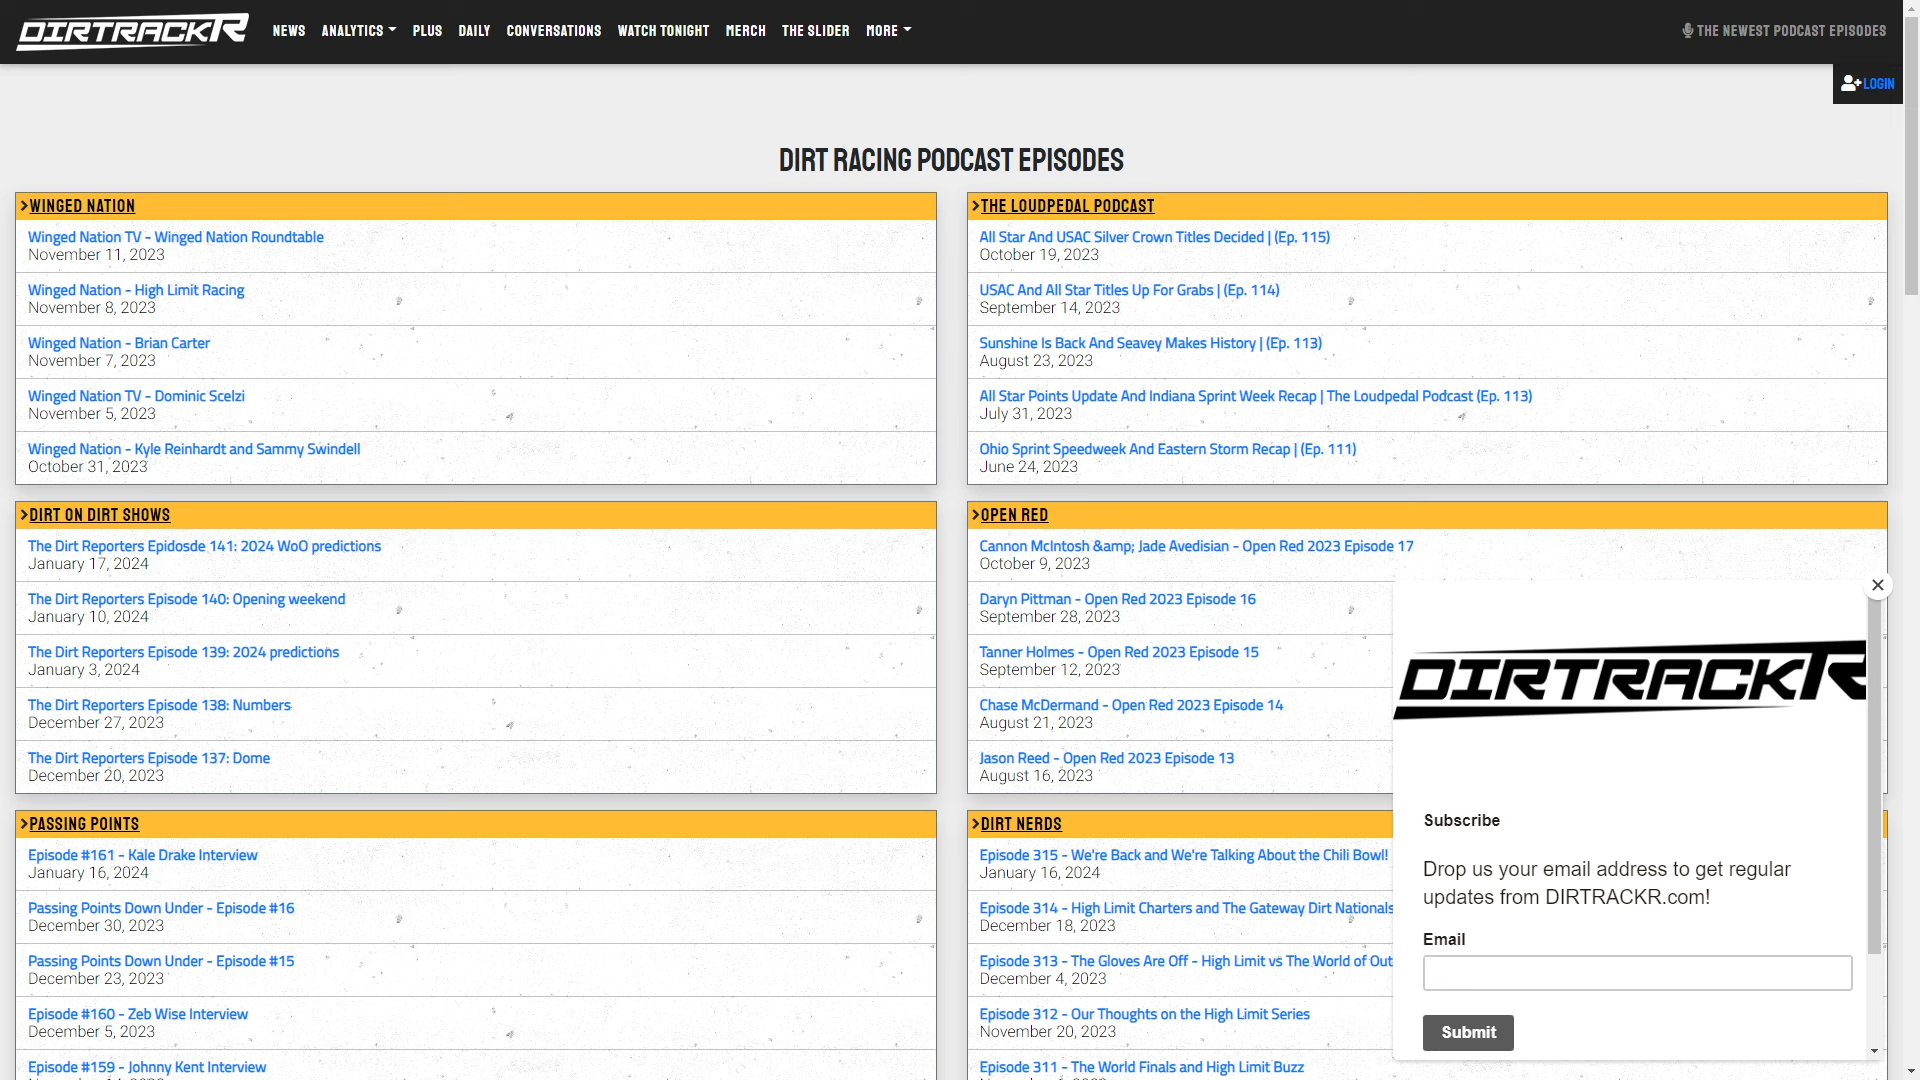 DIRTRACKR NEWS ANALYTICS PLUS DAILY CONVERSATIONS WATCH TONIGHT MERCH THE SLIDER MORE THE NEWEST PODCAST EPISODES
LOGIN
DIRT RACING PODCAST EPISODES
WINGED NATION
Winged Nation TV - Winged Nation Roundtable
November 11, 2023
Winged Nation - High Limit Racing
November 8, 2023
Winged Nation - Brian Carter
November 7, 2023
Winged Nation TV - Dominic Scelzi
November 5, 2023
Winged Nation - Kyle Reinhardt and Sammy Swindell
October 31, 2023
THE LOUDPEDAL PODCAST
All Star And USAC Silver Crown Titles Decided | (Ep. 115)
October 19, 2023
USAC And All Star Titles Up For Grabs | (Ep. 114)
September 14, 2023
Sunshine Is Back And Seavey Makes History | (Ep. 113)
August 23, 2023
All Star Points Update And Indiana Sprint Week Recap | The Loudpedal Podcast (Ep. 113)
July 31, 2023
Ohio Sprint Speedweek And Eastern Storm Recap | (Ep. 111)
June 24, 2023
DIRT ON DIRT SHOWS
The Dirt Reporters Epidosde 141: 2024 WoO predictions
January 17, 2024
The Dirt Reporters Episode 140: Opening weekend
January 10, 2024
The Dirt Reporters Episode 139: 2024 predictions
January 3, 2024
The Dirt Reporters Episode 138: Numbers
December 27, 2023
The Dirt Reporters Episode 137: Dome
December 20, 2023
OPEN RED
Cannon McIntosh &amp; Jade Avedisian - Open Red 2023 Episode 17
October 9, 2023
Daryn Pittman - Open Red 2023 Episode 16
September 28, 2023
Tanner Holmes - Open Red 2023 Episode 15
September 12, 2023
Chase McDermand - Open Red 2023 Episode 14
August 21, 2023
Jason Reed - Open Red 2023 Episode 13
August 16, 2023
PASSING POINTS
Episode #161 - Kale Drake Interview
January 16, 2024
Passing Points Down Under - Episode #16
December 30, 2023
Passing Points Down Under - Episode #15
December 23, 2023
Episode #160 - Zeb Wise Interview
December 5, 2023
Episode #159 - Johnny Kent Interview
DIRT NERDS
Episode 315 - We're Back and We're Talking About the Chili Bowl!
January 16, 2024
Episode 314 - High Limit Charters and The Gateway Dirt Nationals
December 18, 2023
Episode 313 - The Gloves Are Off - High Limit vs The World of Out
December 4, 2023
Episode 312 - Our Thoughts on the High Limit Series
November 20, 2023
Episode 311 - The World Finals and High Limit Buzz
DIRTRACKR
Subscribe
Drop us your email address to get regular
updates from DIRTRACKR.com!
Email
Submit